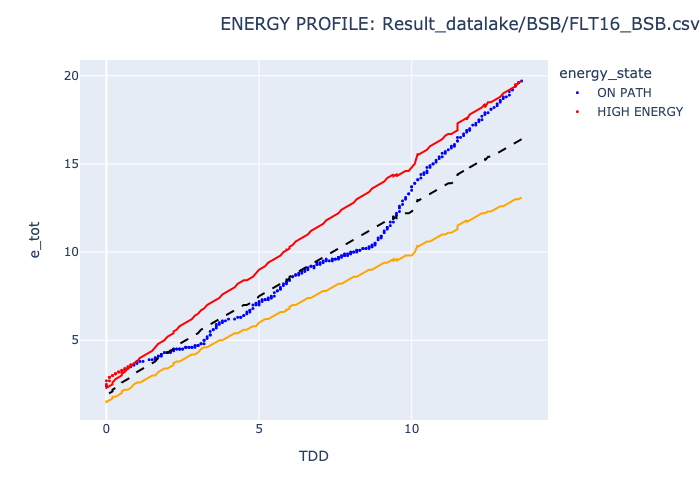 ENERGY PROFILE: Result_datalake/BSB/FLT16_BSB.csv
energy_state
ON PATH
HIGH ENERGY
e_tot
20
15
10
5
0 5 10
TDD